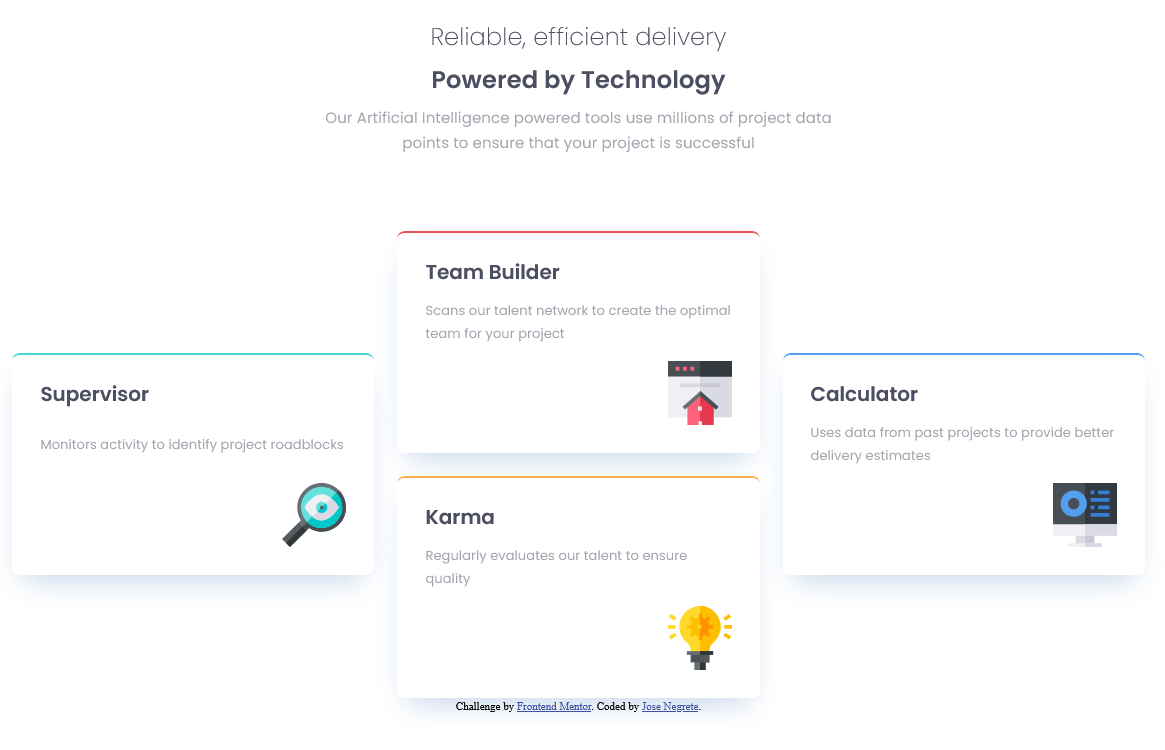 Reliable, efficient delivery
Powered by Technology
Our Artificial Intelligence powered tools use millions of project data
points to ensure that your project is successful
Supervisor
Monitors activity to identify project roadblocks
Team Builder
Scans our talent network to create the optimal
team for your project
Karma
Regularly evaluates our talent to ensure
quality
Calculator
Uses data from past projects to provide better
delivery estimates
Challenge by Frontend Mentor. Coded by Jose Negrete.